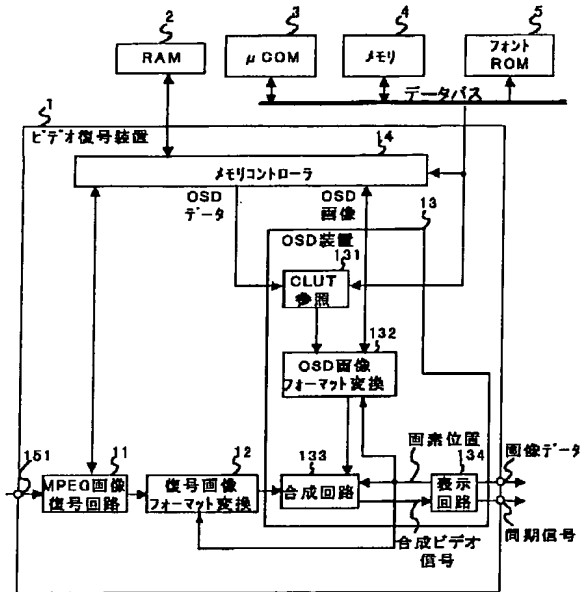 2
3
4
5
RAM
μCOM
メモリ
フォント
ROM
データバス
1
ビデオ復号装置
14
メモリコントローラ
OSD
データ
OSD
画像
13
OSD装置
131
CLUT
参照
132
OSD画像
フォーマット変換
151
11
MPEG画像
復号回路
12
復号画像
フォーマット変換
133
合成回路
画素位置
134
表示
回路
画像データ
同期信号
合成ビデオ
信号